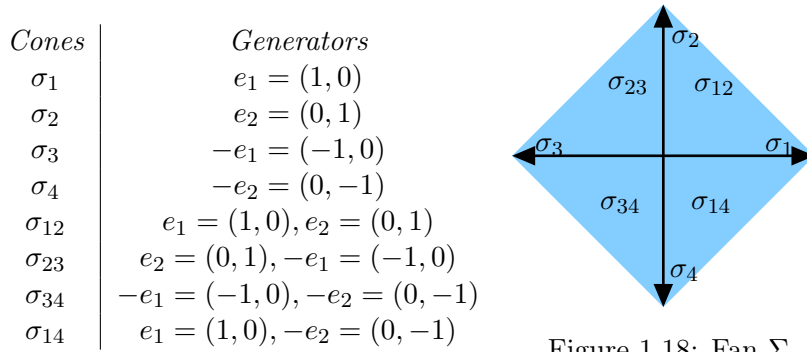 Cones Generators
σ1 e1 = (1, 0)
σ2 e2 = (0, 1)
σ3 −e1 = (−1, 0)
σ4 −e2 = (0, −1)
σ12 e1 = (1, 0), e2 = (0, 1)
σ23 e2 = (0, 1), −e1 = (−1, 0)
σ34 −e1 = (−1, 0), −e2 = (0, −1)
σ14 e1 = (1, 0), −e2 = (0, −1)
σ2
σ23 σ12
σ3 σ1
σ34 σ14
σ4
Figure 1.18: Fan Σ